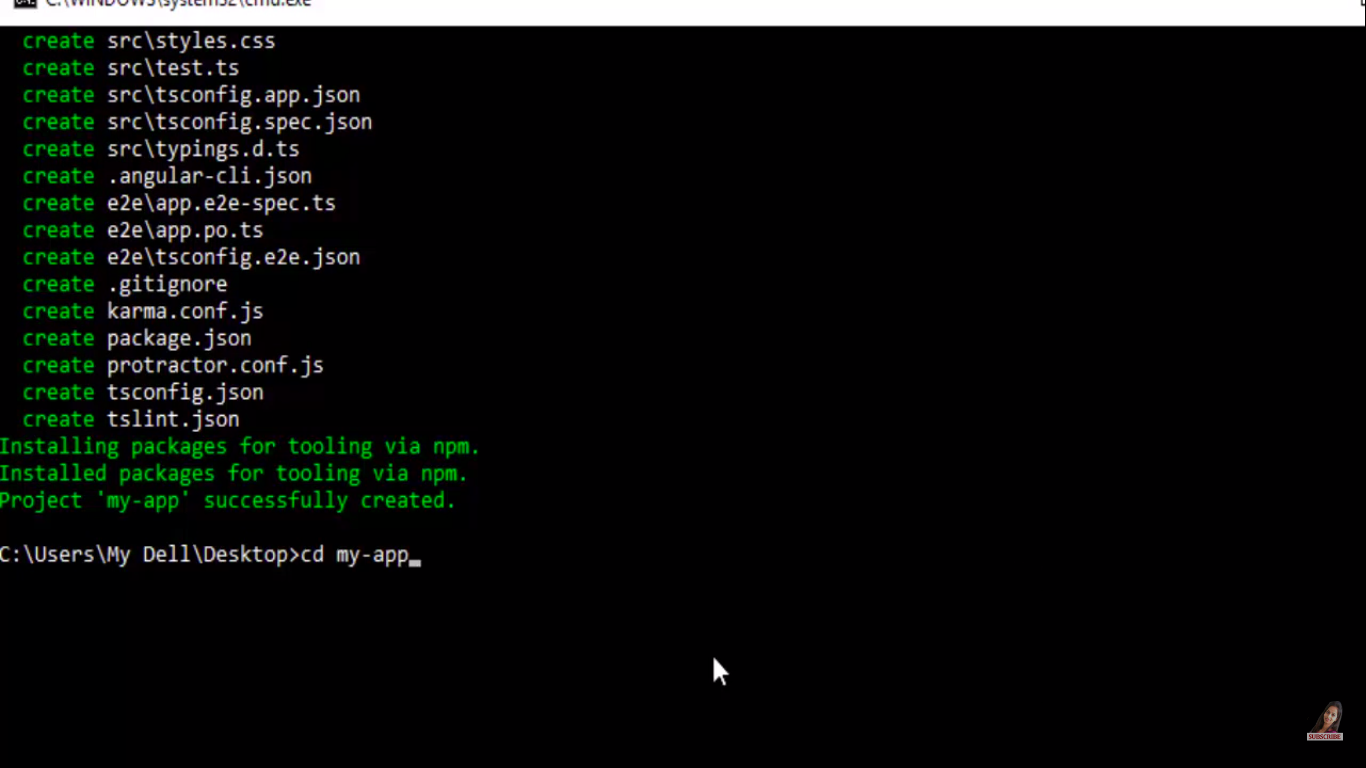 C:\WINDOWS\system32\cmd.exe
create src\styles.css
create src\test.ts
create src\tsconfig.app.json
create src\tsconfig.spec.json
create src\typings.d.ts
create .angular-cli.json
create e2e\app.e2e-spec.ts
create e2e\app.po.ts
create e2e\tsconfig.e2e.json
create .gitignore
create karma.conf.js
create package.json
create protractor.conf.js
create tsconfig.json
create tslint.json
Installing packages for tooling via npm.
Installed packages for tooling via npm.
Project 'my-app' successfully created.
C:\Users\My Dell\Desktop>cd my-app
SUBSCRIBE